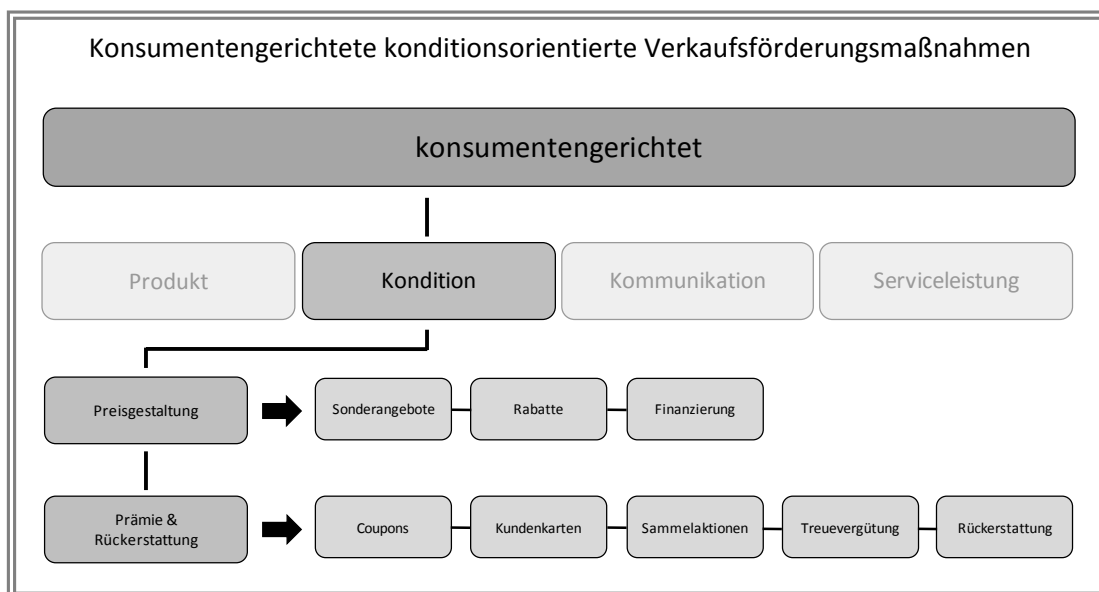 Konsumentengerichtete konditionsorientierte Verkaufsförderungsmaßnahmen
konsumentengerichtet
Produkt
Kondition
Kommunikation
Serviceleistung
Preisgestaltung
Sonderangebote
Rabatte
Finanzierung
Prämie &
Rückerstattung
Coupons
Kundenkarten
Sammelaktionen
Treuevergütung
Rückerstattung